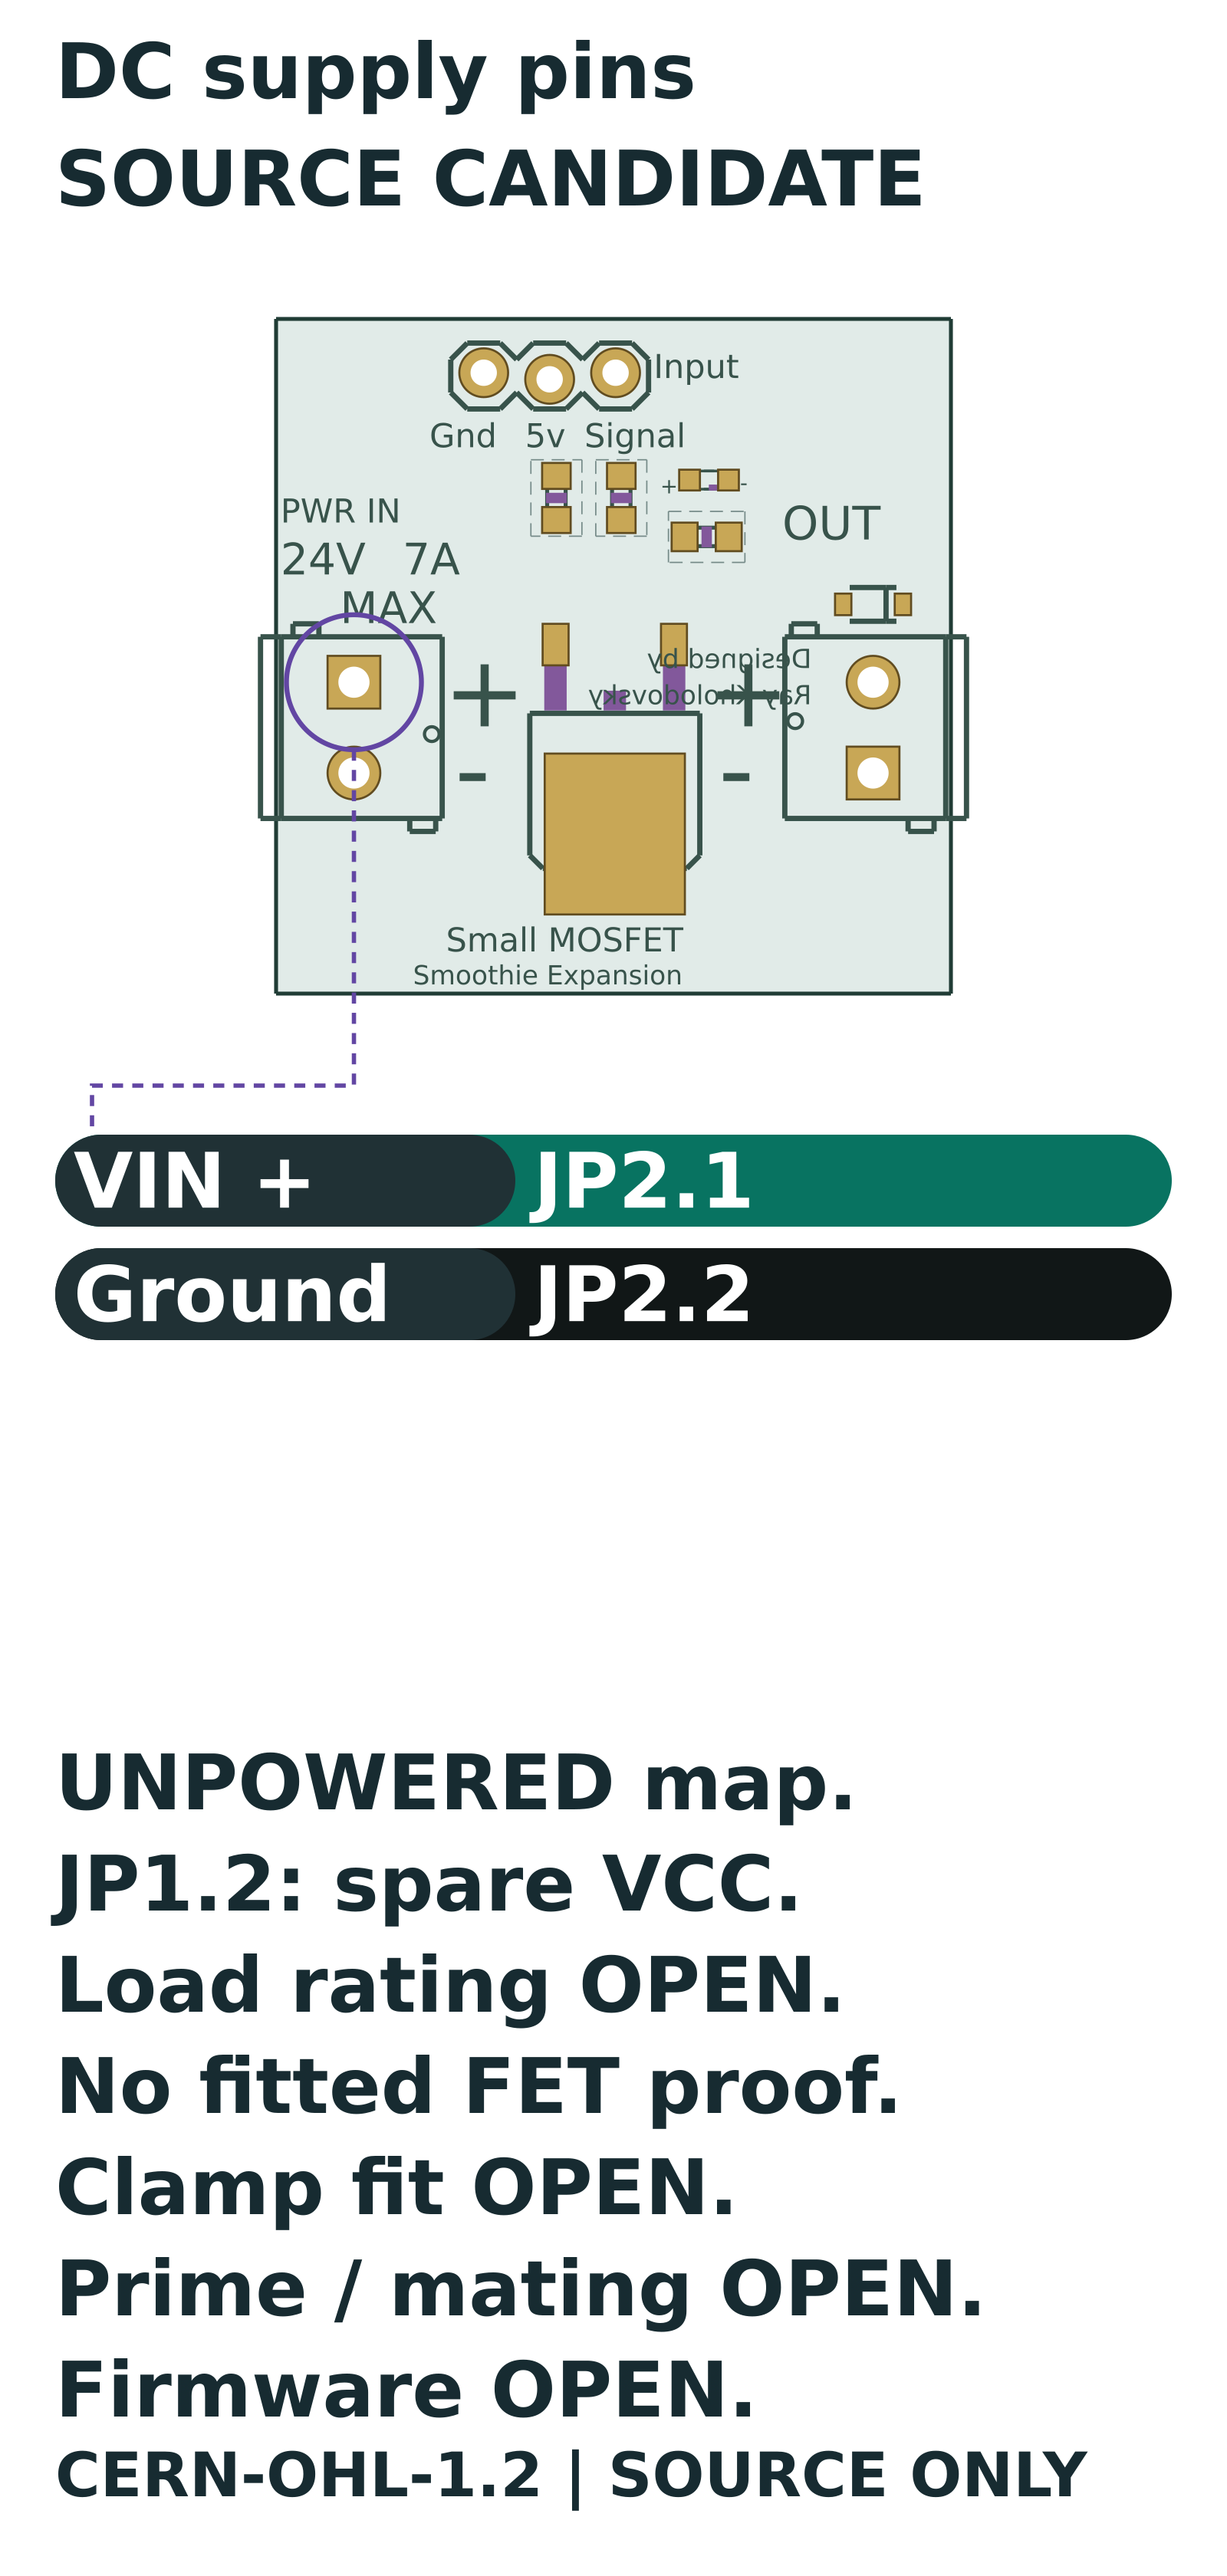 DC supply pins
SOURCE CANDIDATE
Input
Gnd 5v Signal
+ -
PWR IN
OUT
24V 7A
MAX
Designed by
Ray Kholodovsky
+ +
- -
Small MOSFET
Smoothie Expansion
VIN + JP2.1
Ground JP2.2
UNPOWERED map.
JP1.2: spare VCC.
Load rating OPEN.
No fitted FET proof.
Clamp fit OPEN.
Prime / mating OPEN.
Firmware OPEN.
CERN-OHL-1.2 | SOURCE ONLY